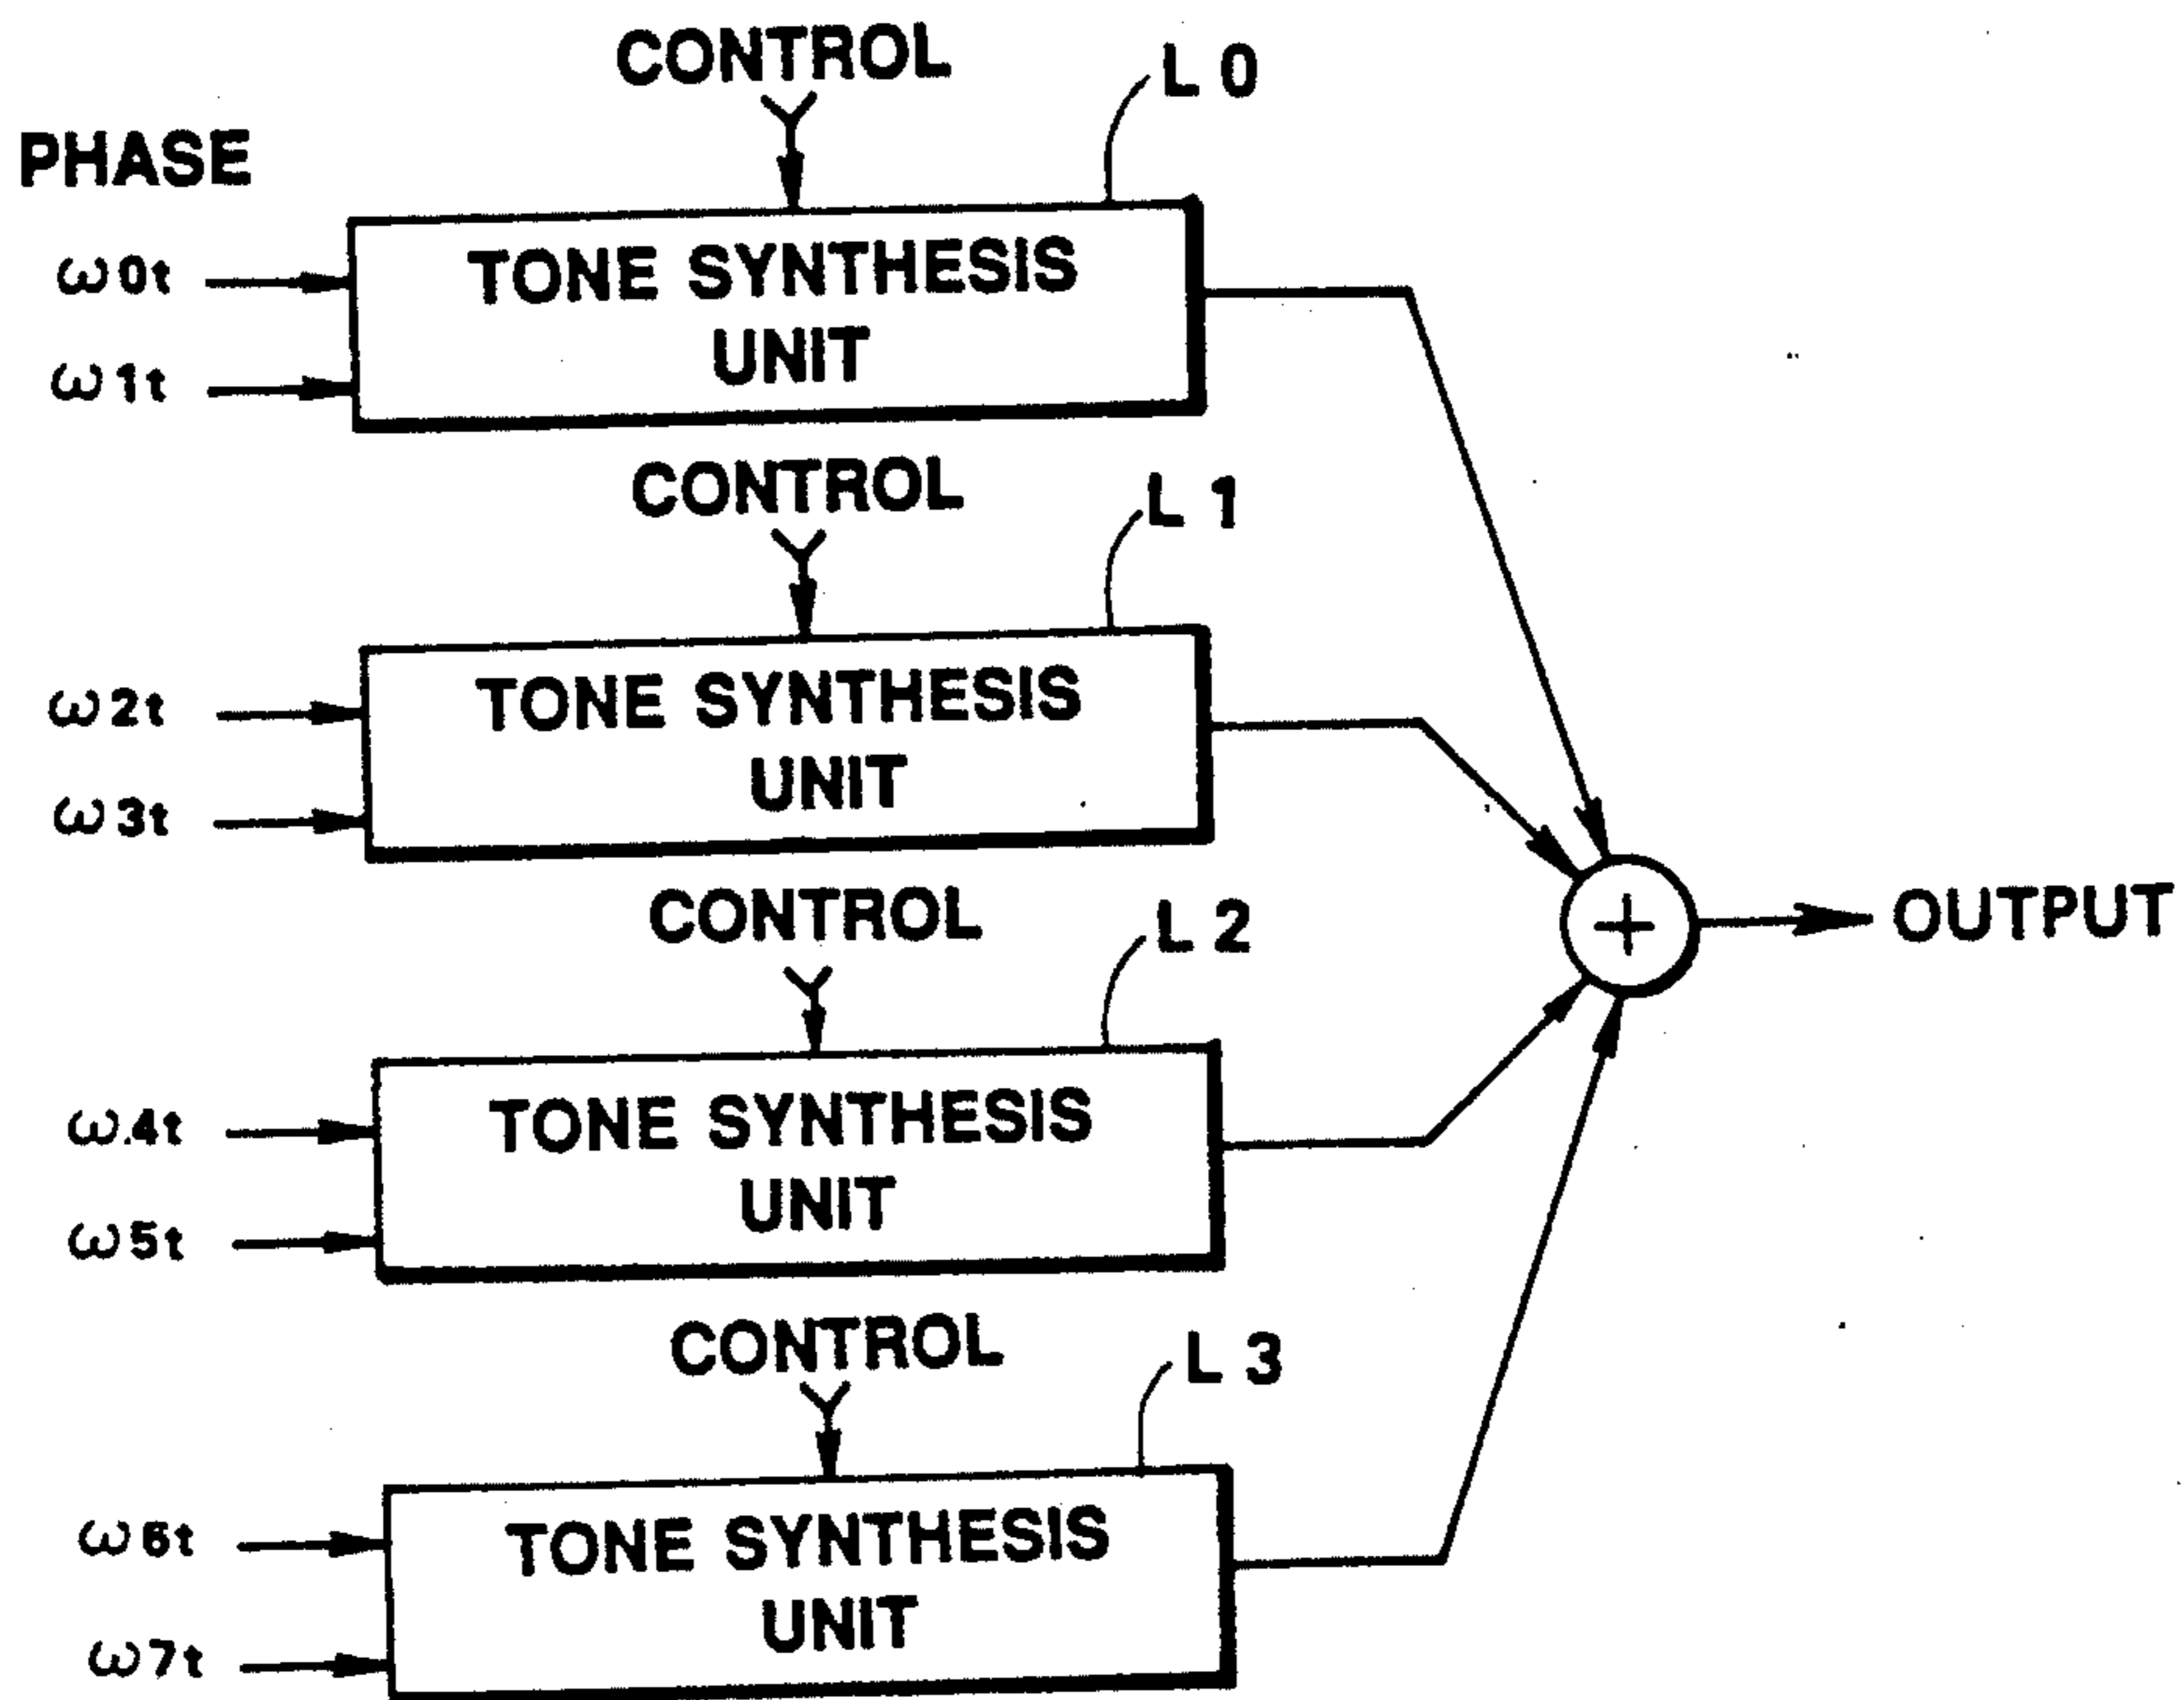 CONTROL
L 0
PHASE
ω0t
TONE SYNTHESIS
UNIT
ω1t
CONTROL
L 1
ω2t
TONE SYNTHESIS
UNIT
ω3t
CONTROL
L 2
+
OUTPUT
ω4t
TONE SYNTHESIS
UNIT
ω5t
CONTROL
L 3
ω6t
TONE SYNTHESIS
UNIT
ω7t